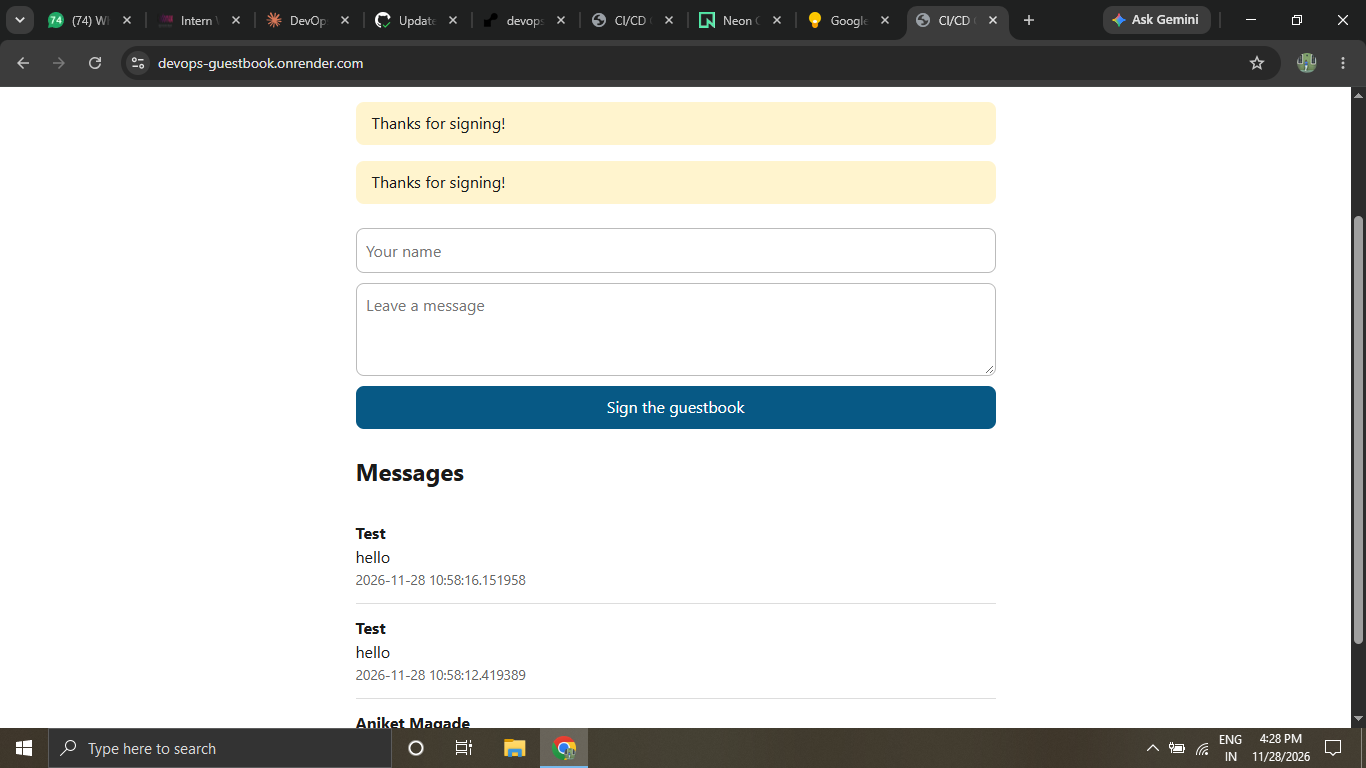 74 (74) Wh
Intern V
DevOp
Update
devops
CI/CD
Neon C
Google
CI/CD
Ask Gemini
devops-guestbook.onrender.com
Thanks for signing!
Thanks for signing!
Your name
Leave a message
Sign the guestbook
Messages
Test
hello
2026-11-28 10:58:16.151958
Test
hello
2026-11-28 10:58:12.419389
Aniket Magade
Type here to search
ENG
IN
4:28 PM
11/28/2026